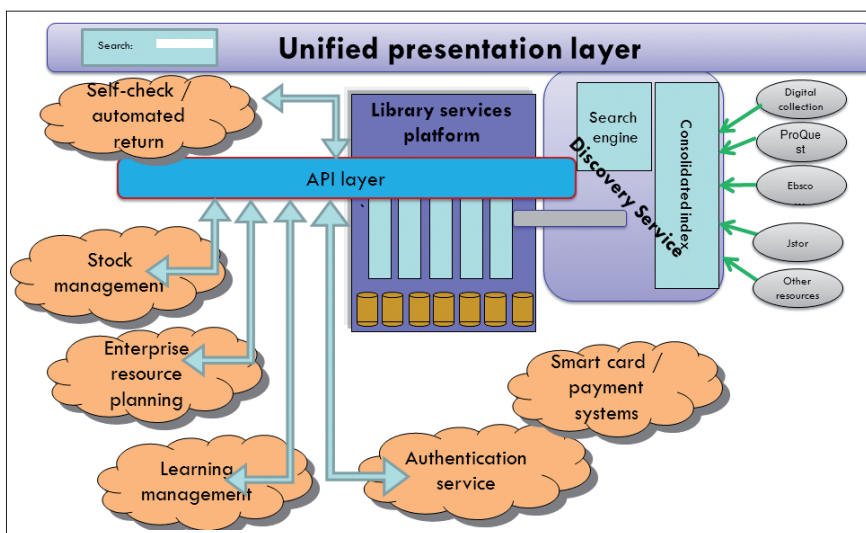 Search:
Unified presentation layer
Self-check /
automated
return
Library services
platform
Search
engine
Consolidated index
Discovery Service
Digital
collection
ProQue
st
Ebsco
...
Jstor
Other
resources
API layer
Stock
management
Enterprise
resource
planning
Learning
management
Authentication
service
Smart card /
payment
systems